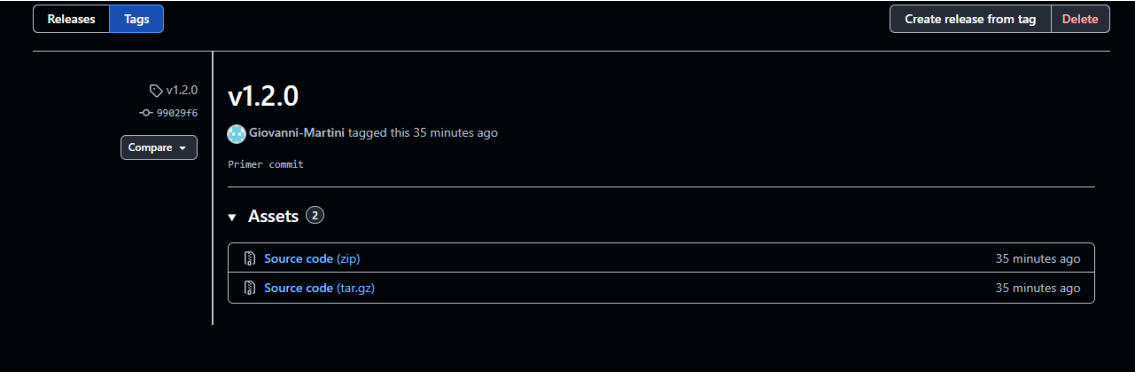 Releases Tags Create release from tag Delete
v1.2.0
99029f6
Compare
v1.2.0
Giovanni-Martini tagged this 35 minutes ago
Primer commit
Assets 2
Source code (zip) 35 minutes ago
Source code (tar.gz) 35 minutes ago